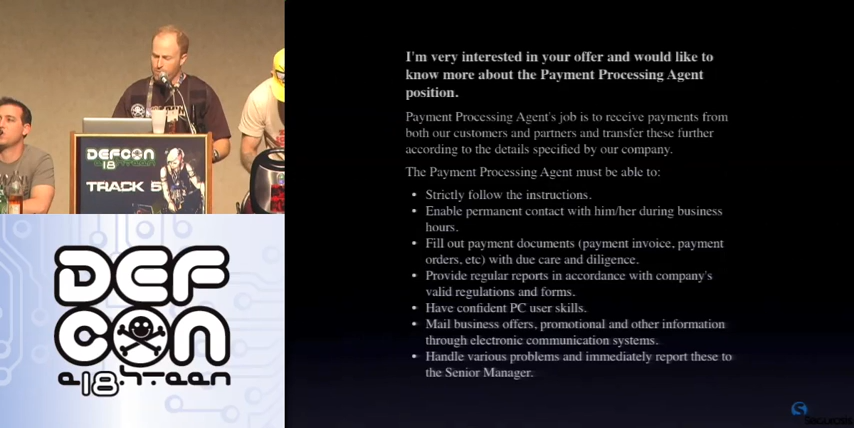 DEFCON
18
TRACK 5
I'm very interested in your offer and would like to
know more about the Payment Processing Agent
position.
Payment Processing Agent's job is to receive payments from
both our customers and partners and transfer these further
according to the details specified by our company.
The Payment Processing Agent must be able to:
• Strictly follow the instructions.
• Enable permanent contact with him/her during business
hours.
• Fill out payment documents (payment invoice, payment
orders, etc) with due care and diligence.
• Provide regular reports in accordance with company's
valid regulations and forms.
• Have confident PC user skills.
• Mail business offers, promotional and other information
through electronic communication systems.
• Handle various problems and immediately report these to
the Senior Manager.
DEF
CON
e18hteen